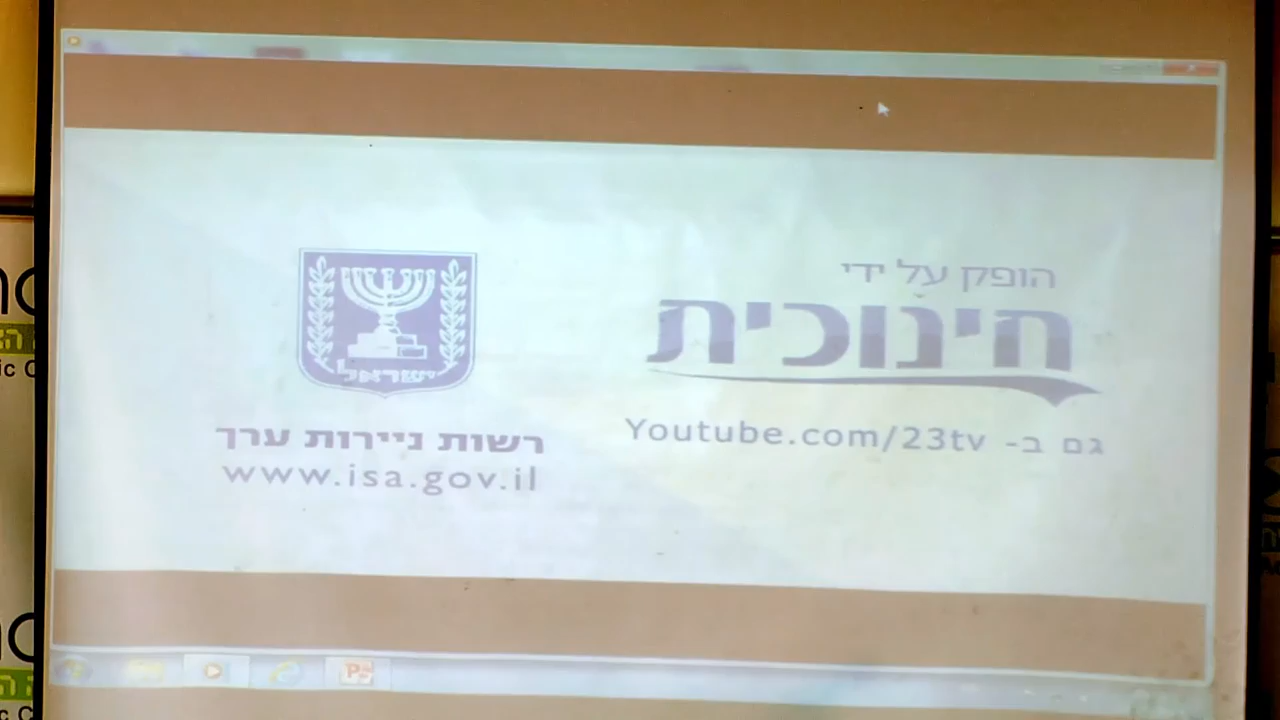 הופק על ידי
חינוכית
גם ב- Youtube.com/23tv
ישראל
רשות ניירות ערך
www.isa.gov.il